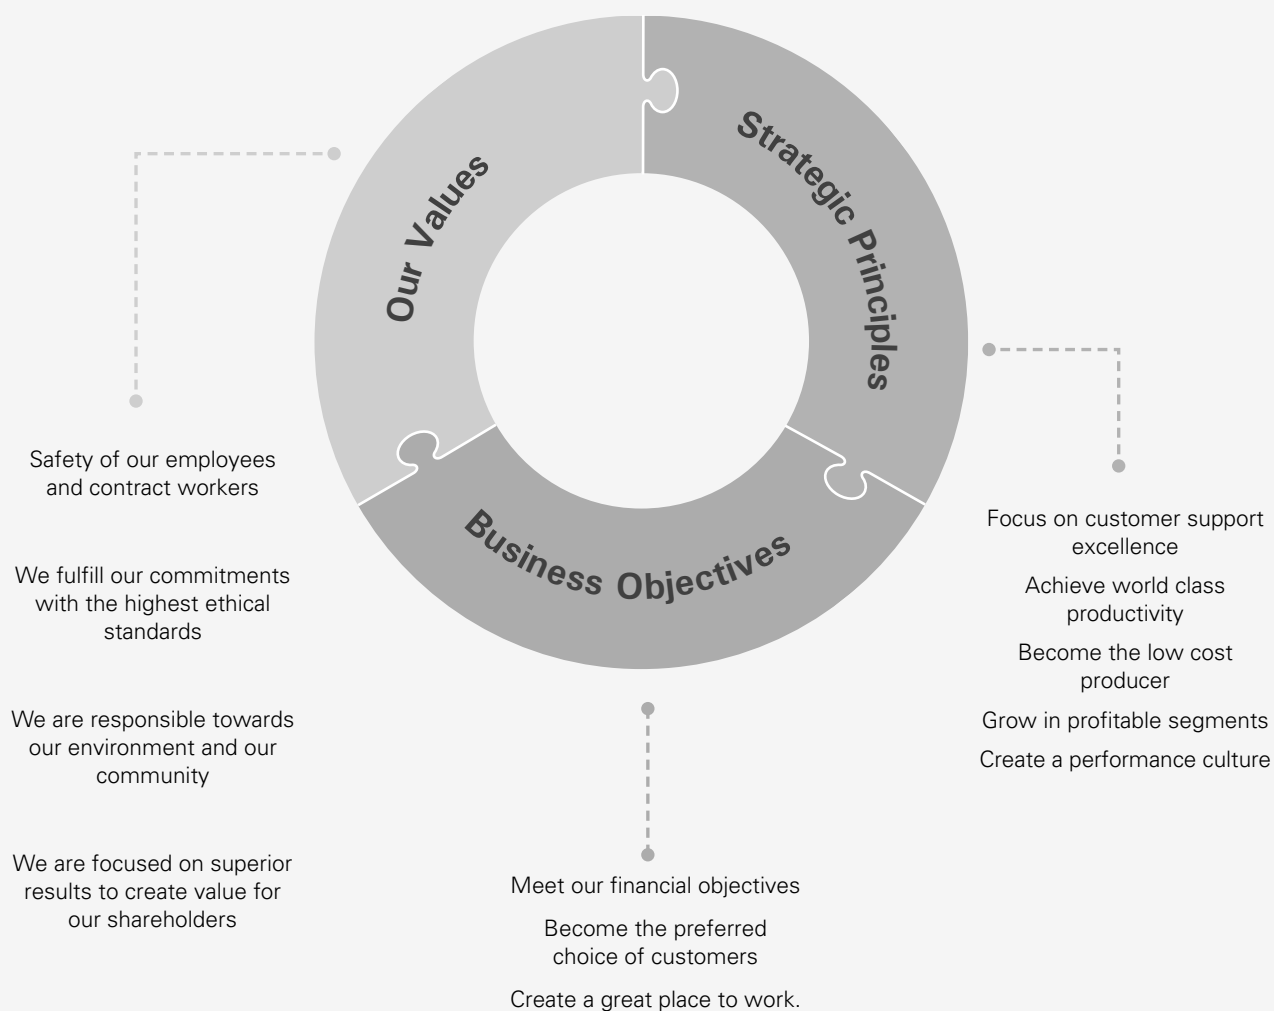 Our Values
Strategic Principles
Business Objectives
Safety of our employees
and contract workers
We fulfill our commitments
with the highest ethical
standards
We are responsible towards
our environment and our
community
We are focused on superior
results to create value for
our shareholders
Meet our financial objectives
Become the preferred
choice of customers
Create a great place to work.
Focus on customer support
excellence
Achieve world class
productivity
Become the low cost
producer
Grow in profitable segments
Create a performance culture